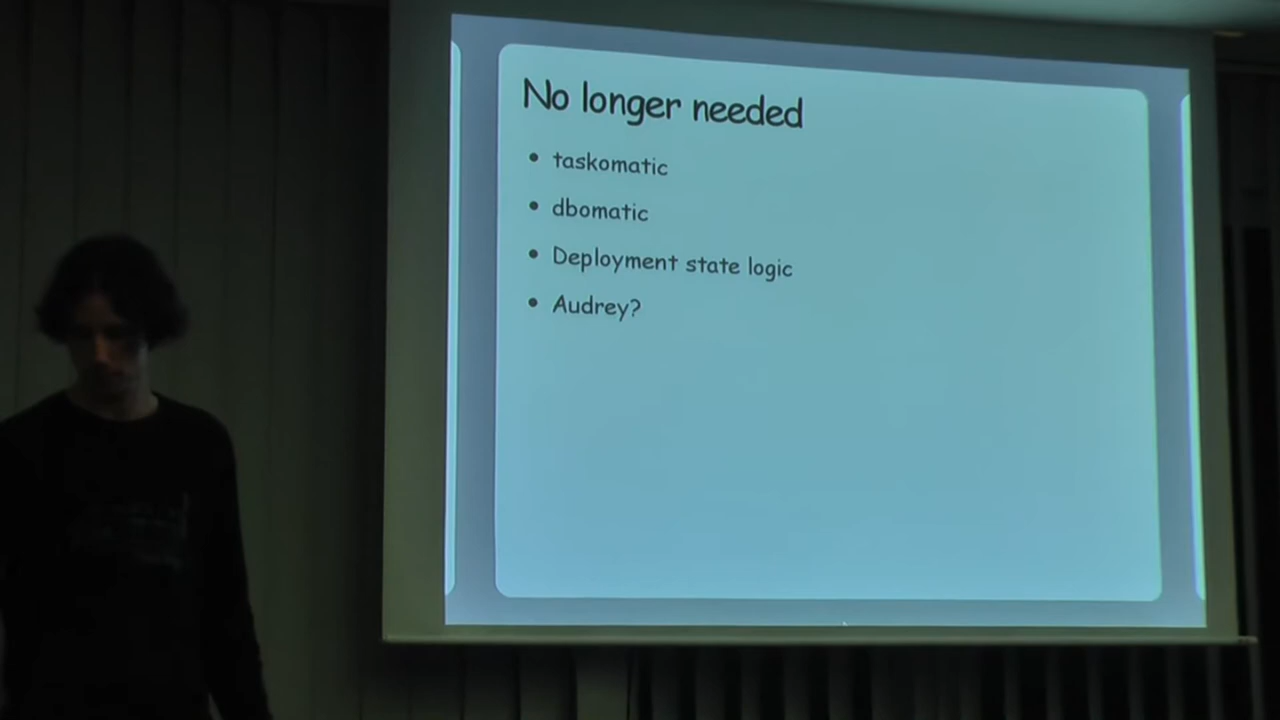 No longer needed
taskomatic
dbomatic
Deployment state logic
Audrey?